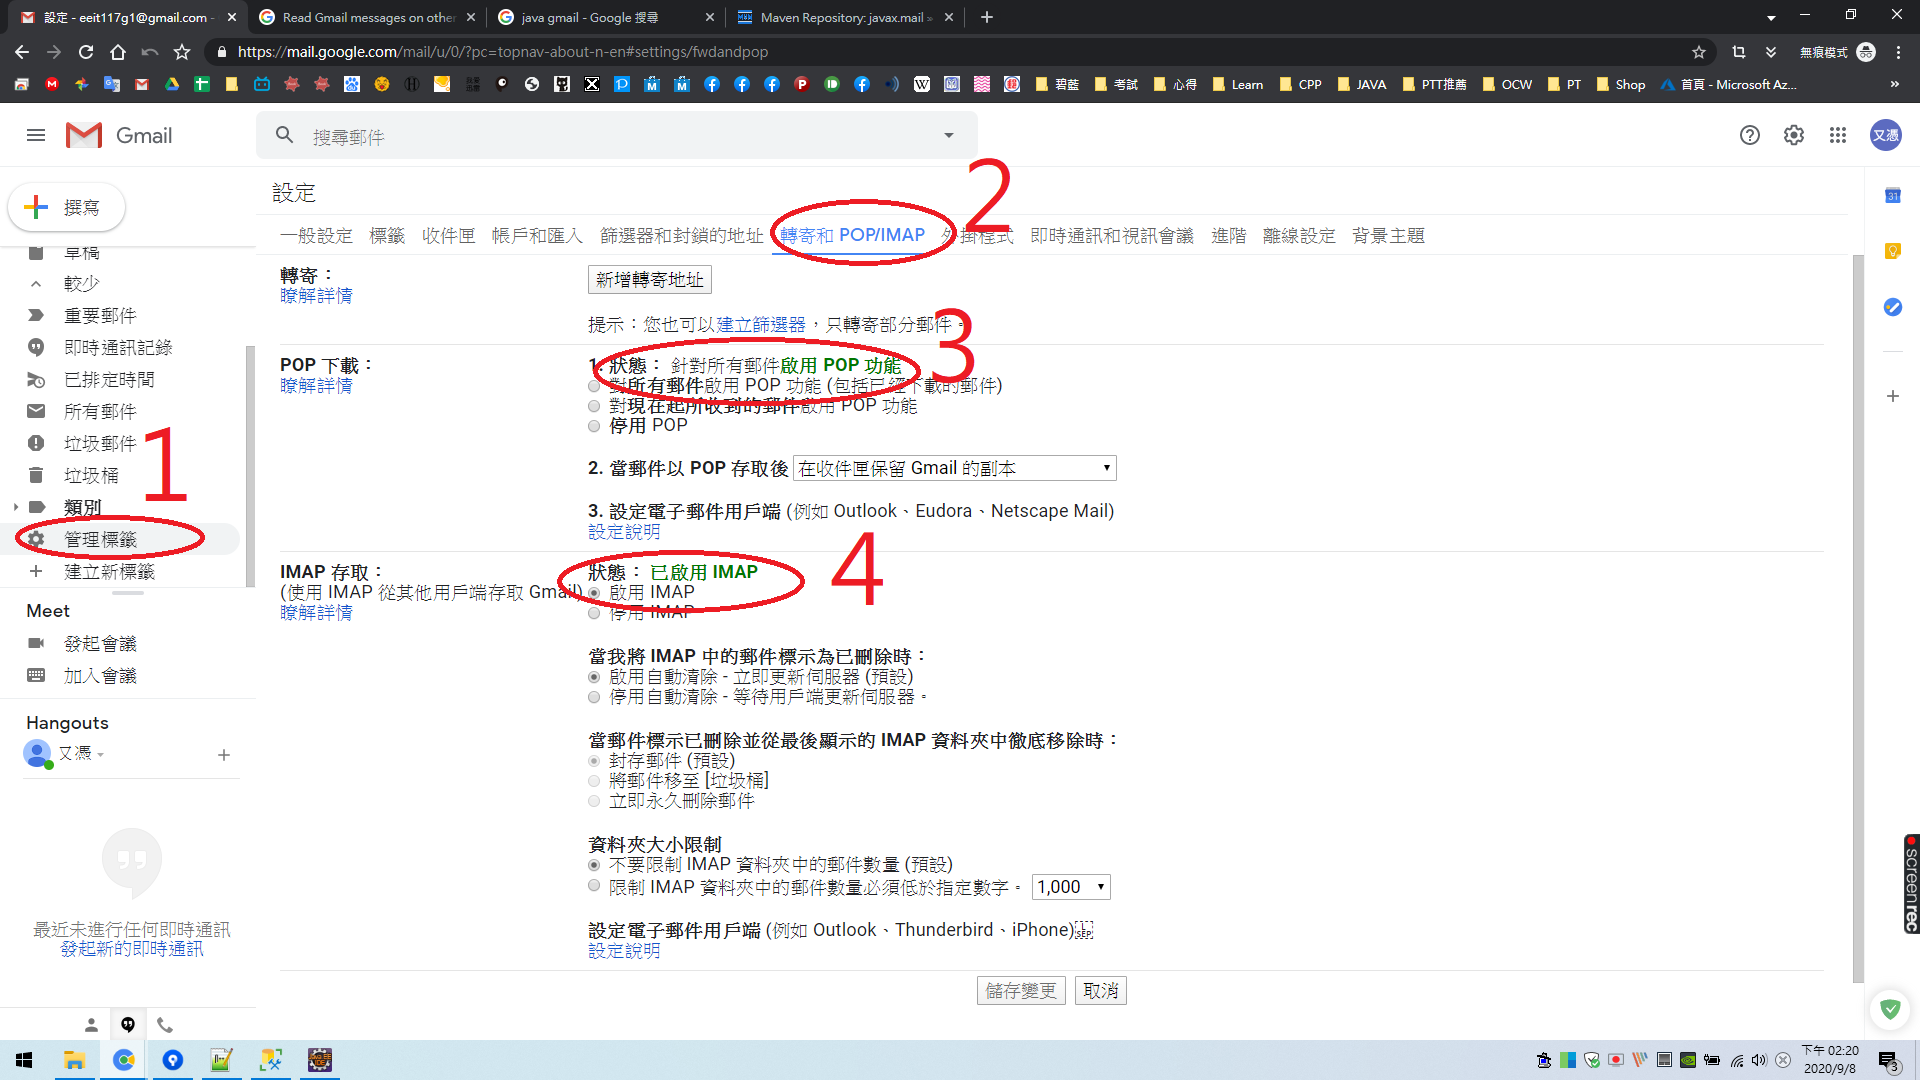 設定 - eeit117g1@gmail.com -
Read Gmail messages on other
java gmail - Google 搜尋
Maven Repository: javax.mail »
https://mail.google.com/mail/u/0/?pc=topnav-about-n-en#settings/fwdandpop
無痕模式
碧藍
考試
心得
Learn
CPP
JAVA
PTT推薦
OCW
PT
Shop
首頁 - Microsoft Az...
»
Gmail
搜尋郵件
又憑
撰寫
草稿
較少
重要郵件
即時通訊記錄
已排定時間
所有郵件
垃圾郵件
垃圾桶
類別
管理標籤
建立新標籤
1
Meet
發起會議
加入會議
Hangouts
又憑
最近未進行任何即時通訊
發起新的即時通訊
設定
2
一般設定 標籤 收件匣 帳戶和匯入 篩選器和封鎖的地址 轉寄和 POP/IMAP 外掛程式 即時通訊和視訊會議 進階 離線設定 背景主題
轉寄：
瞭解詳情
新增轉寄地址
提示：您也可以建立篩選器，只轉寄部分郵件。
3
POP 下載：
瞭解詳情
1. 狀態： 針對所有郵件啟用 POP 功能
對所有郵件啟用 POP 功能 (包括已經下載的郵件)
對現在起所收到的郵件啟用 POP 功能
停用 POP
2. 當郵件以 POP 存取後 在收件匣保留 Gmail 的副本
3. 設定電子郵件用戶端 (例如 Outlook、Eudora、Netscape Mail)
設定說明
4
IMAP 存取：
(使用 IMAP 從其他用戶端存取 Gmail)
瞭解詳情
狀態： 已啟用 IMAP
啟用 IMAP
停用 IMAP
當我將 IMAP 中的郵件標示為已刪除時：
啟用自動清除 - 立即更新伺服器 (預設)
停用自動清除 - 等待用戶端更新伺服器。
當郵件標示已刪除並從最後顯示的 IMAP 資料夾中徹底移除時：
封存郵件 (預設)
將郵件移至 [垃圾桶]
立即永久刪除郵件
資料夾大小限制
不要限制 IMAP 資料夾中的郵件數量 (預設)
限制 IMAP 資料夾中的郵件數量必須低於指定數字。 1,000
設定電子郵件用戶端 (例如 Outlook、Thunderbird、iPhone)
設定說明
儲存變更
取消
31
screenrec
下午 02:20
2020/9/8
3